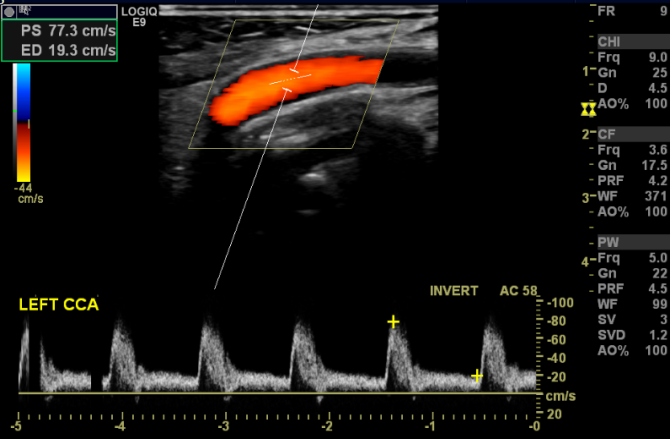 PS 77.3 cm/s
ED 19.3 cm/s
LOGIQ
E9
-44
cm/s
1
2
3
4
FR 9
CHI
Frq 9.0
Gn 25
D 4.5
AO% 100
CF
Frq 3.6
Gn 17.5
PRF 4.2
WF 371
AO% 100
PW
Frq 5.0
Gn 22
PRF 4.5
WF 99
SV 3
SVD 1.2
AO% 100
INVERT AC 58
LEFT CCA
-100
-80
-60
-40
-20
cm/s
20
-5 -4 -3 -2 -1 -0